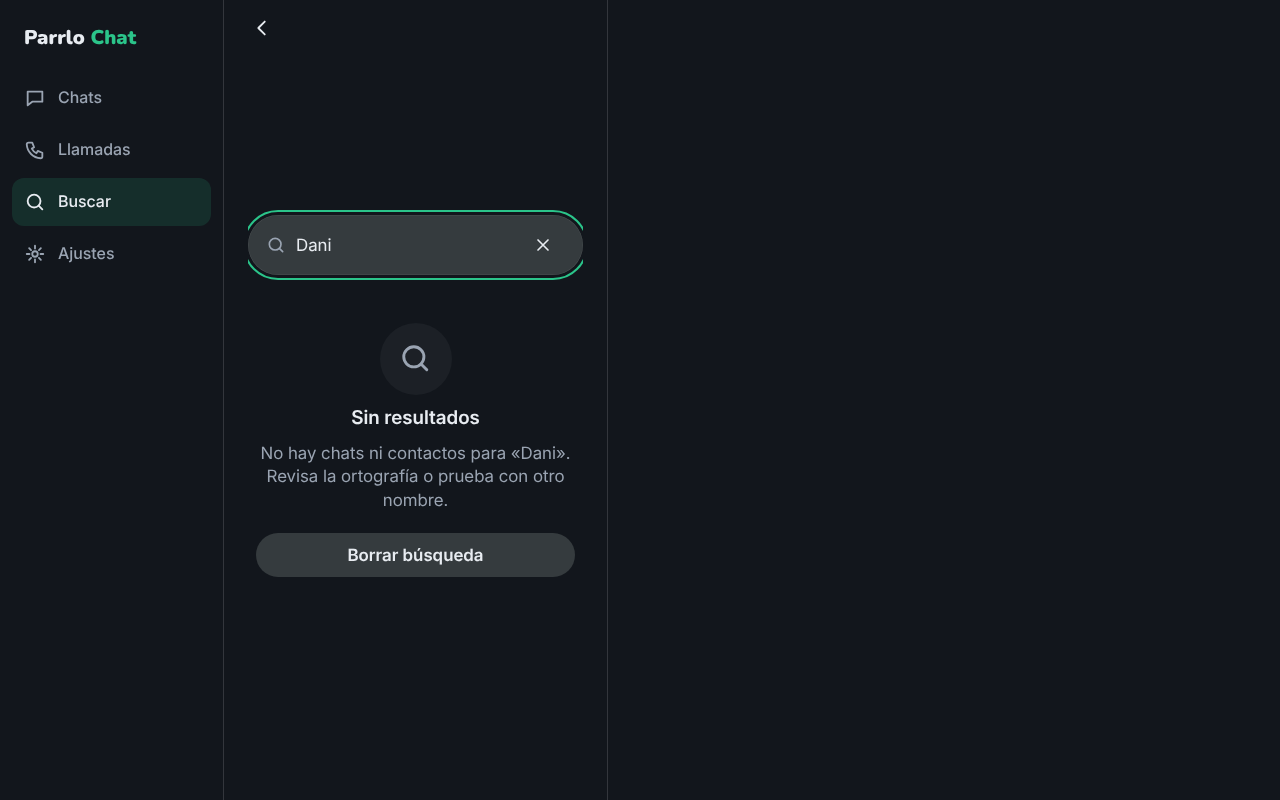 Parrlo Chat
Chats
Llamadas
Buscar
Ajustes
Dani
Sin resultados
No hay chats ni contactos para «Dani».
Revisa la ortografía o prueba con otro
nombre.
Borrar búsqueda